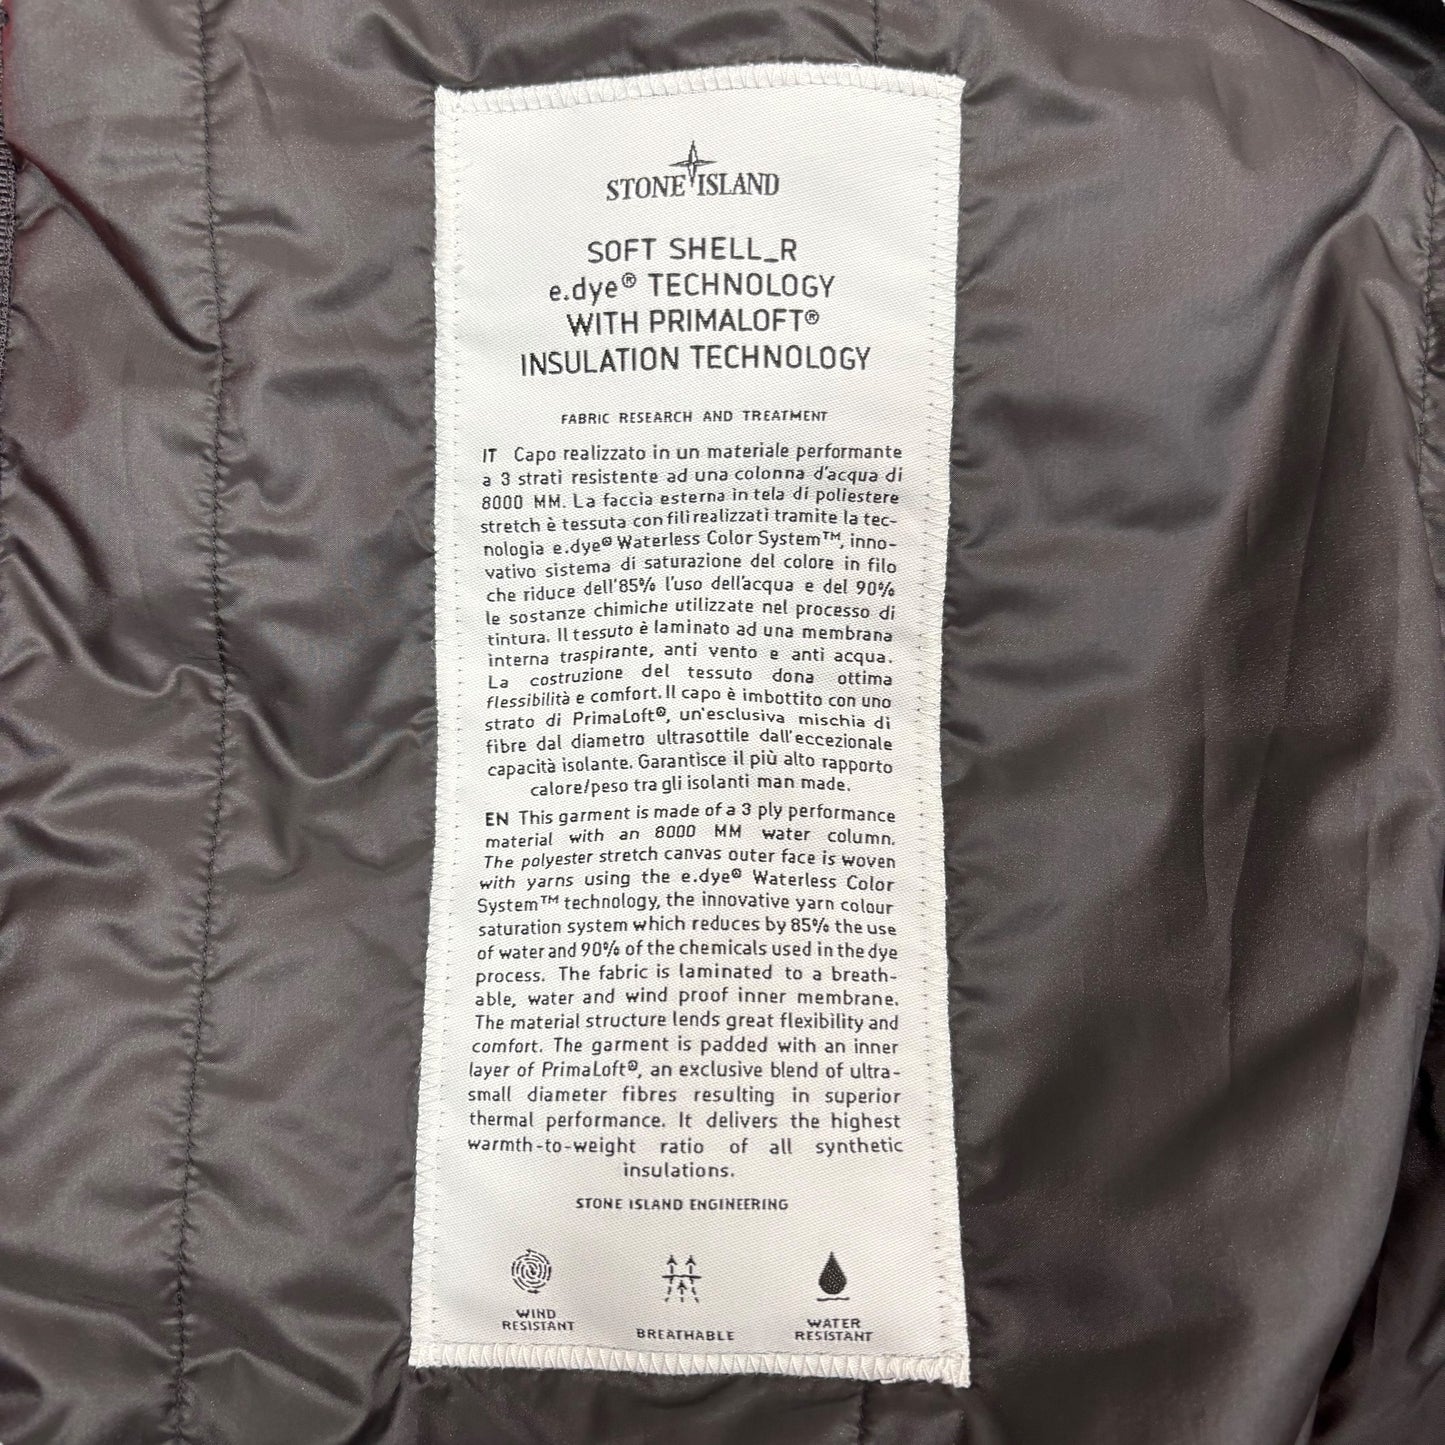 STONE ISLAND
SOFT SHELL_R
e.dye® TECHNOLOGY
WITH PRIMALOFT®
INSULATION TECHNOLOGY
FABRIC RESEARCH AND TREATMENT
IT Capo realizzato in un materiale performante
a 3 strati resistente ad una colonna d'acqua di
8000 MM. La faccia esterna in tela di poliestere
stretch è tessuta con fili realizzati tramite la tec-
nologia e.dye® Waterless Color System™, inno-
vativo sistema di saturazione del colore in filo
che riduce dell'85% l'uso dell'acqua e del 90%
le sostanze chimiche utilizzate nel processo di
tintura. Il tessuto è laminato ad una membrana
interna traspirante, anti vento e anti acqua.
La costruzione del tessuto dona ottima
flessibilità e comfort. Il capo è imbottito con uno
strato di PrimaLoft®, un'esclusiva mischia di
fibre dal diametro ultrasottile dall'eccezionale
capacità isolante. Garantisce il più alto rapporto
calore/peso tra gli isolanti man made.
EN This garment is made of a 3 ply performance
material with an 8000 MM water column.
The polyester stretch canvas outer face is woven
with yarns using the e.dye® Waterless Color
System™ technology, the innovative yarn colour
saturation system which reduces by 85% the use
of water and 90% of the chemicals used in the dye
process. The fabric is laminated to a breath-
able, water and wind proof inner membrane.
The material structure lends great flexibility and
comfort. The garment is padded with an inner
layer of PrimaLoft®, an exclusive blend of ultra-
small diameter fibres resulting in superior
thermal performance. It delivers the highest
warmth-to-weight ratio of all synthetic
insulations.
STONE ISLAND ENGINEERING
WIND
RESISTANT
BREATHABLE
WATER
RESISTANT